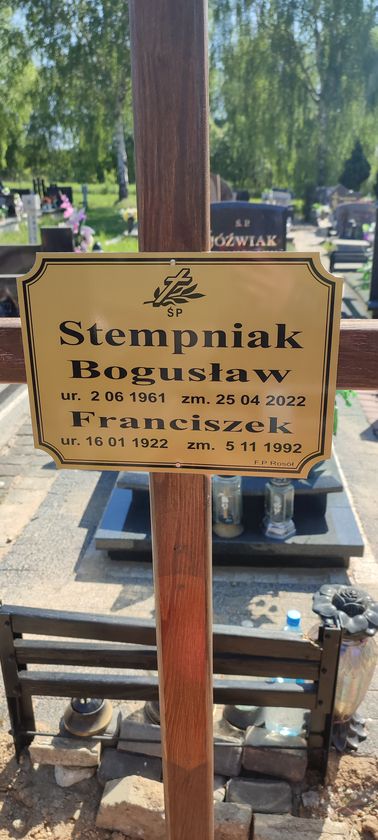 Ś.P.
JÓŹWIAK
ŚP
Stempniak
Bogusław
ur. 2 06 1961 zm. 25 04 2022
Franciszek
ur. 16 01 1922 zm. 5 11 1992
F.P. Rosół